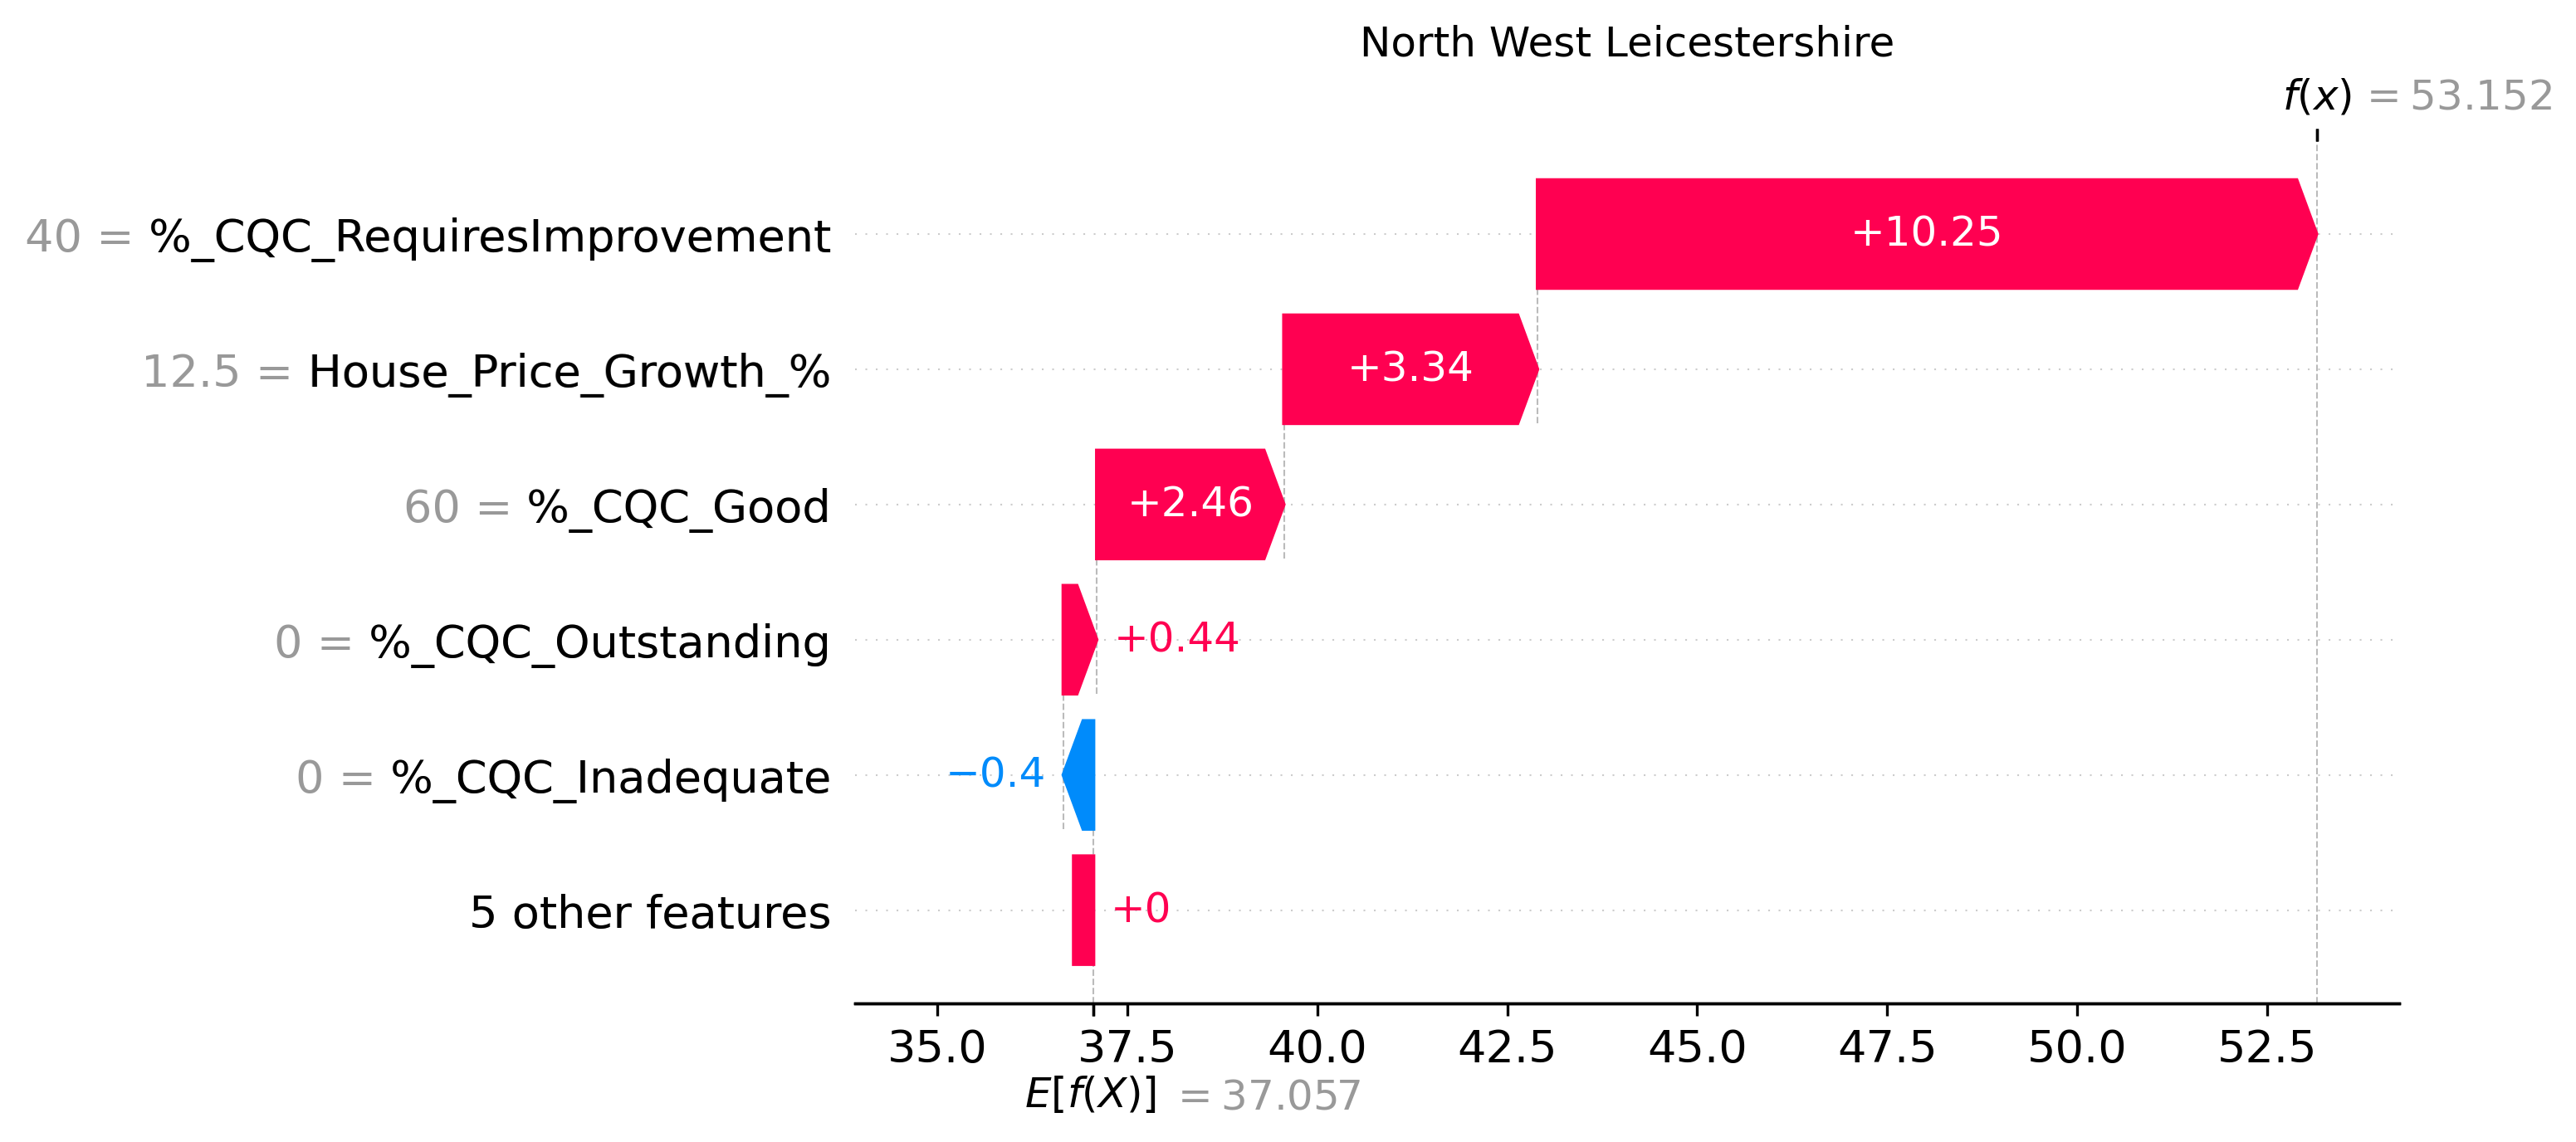 North West Leicestershire
f(x) = 53.152
40 = %_CQC_RequiresImprovement
+10.25
12.5 = House_Price_Growth_%
+3.34
60 = %_CQC_Good
+2.46
0 = %_CQC_Outstanding
+0.44
0 = %_CQC_Inadequate
−0.4
5 other features
+0
35.0 37.5 40.0 42.5 45.0 47.5 50.0 52.5
E[f(X)] = 37.057